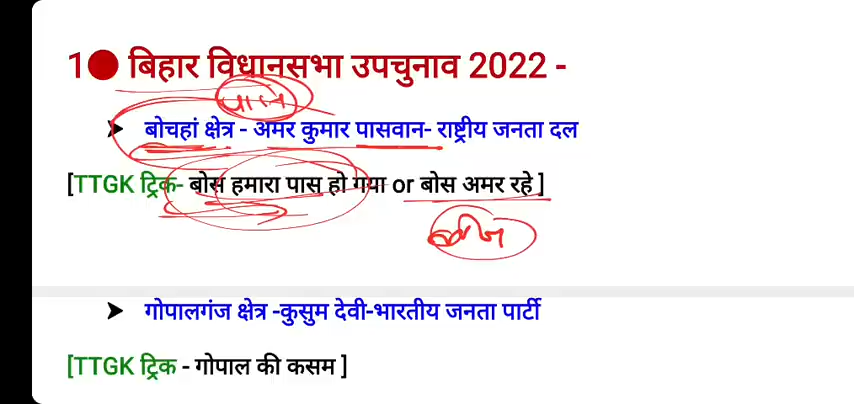 1● बिहार विधानसभा उपचुनाव 2022 -
पास
➤ बोचहां क्षेत्र - अमर कुमार पासवान- राष्ट्रीय जनता दल
[TTGK ट्रिक- बोस हमारा पास हो गया or बोस अमर रहे ]
➤ गोपालगंज क्षेत्र -कुसुम देवी-भारतीय जनता पार्टी
[TTGK ट्रिक - गोपाल की कसम ]